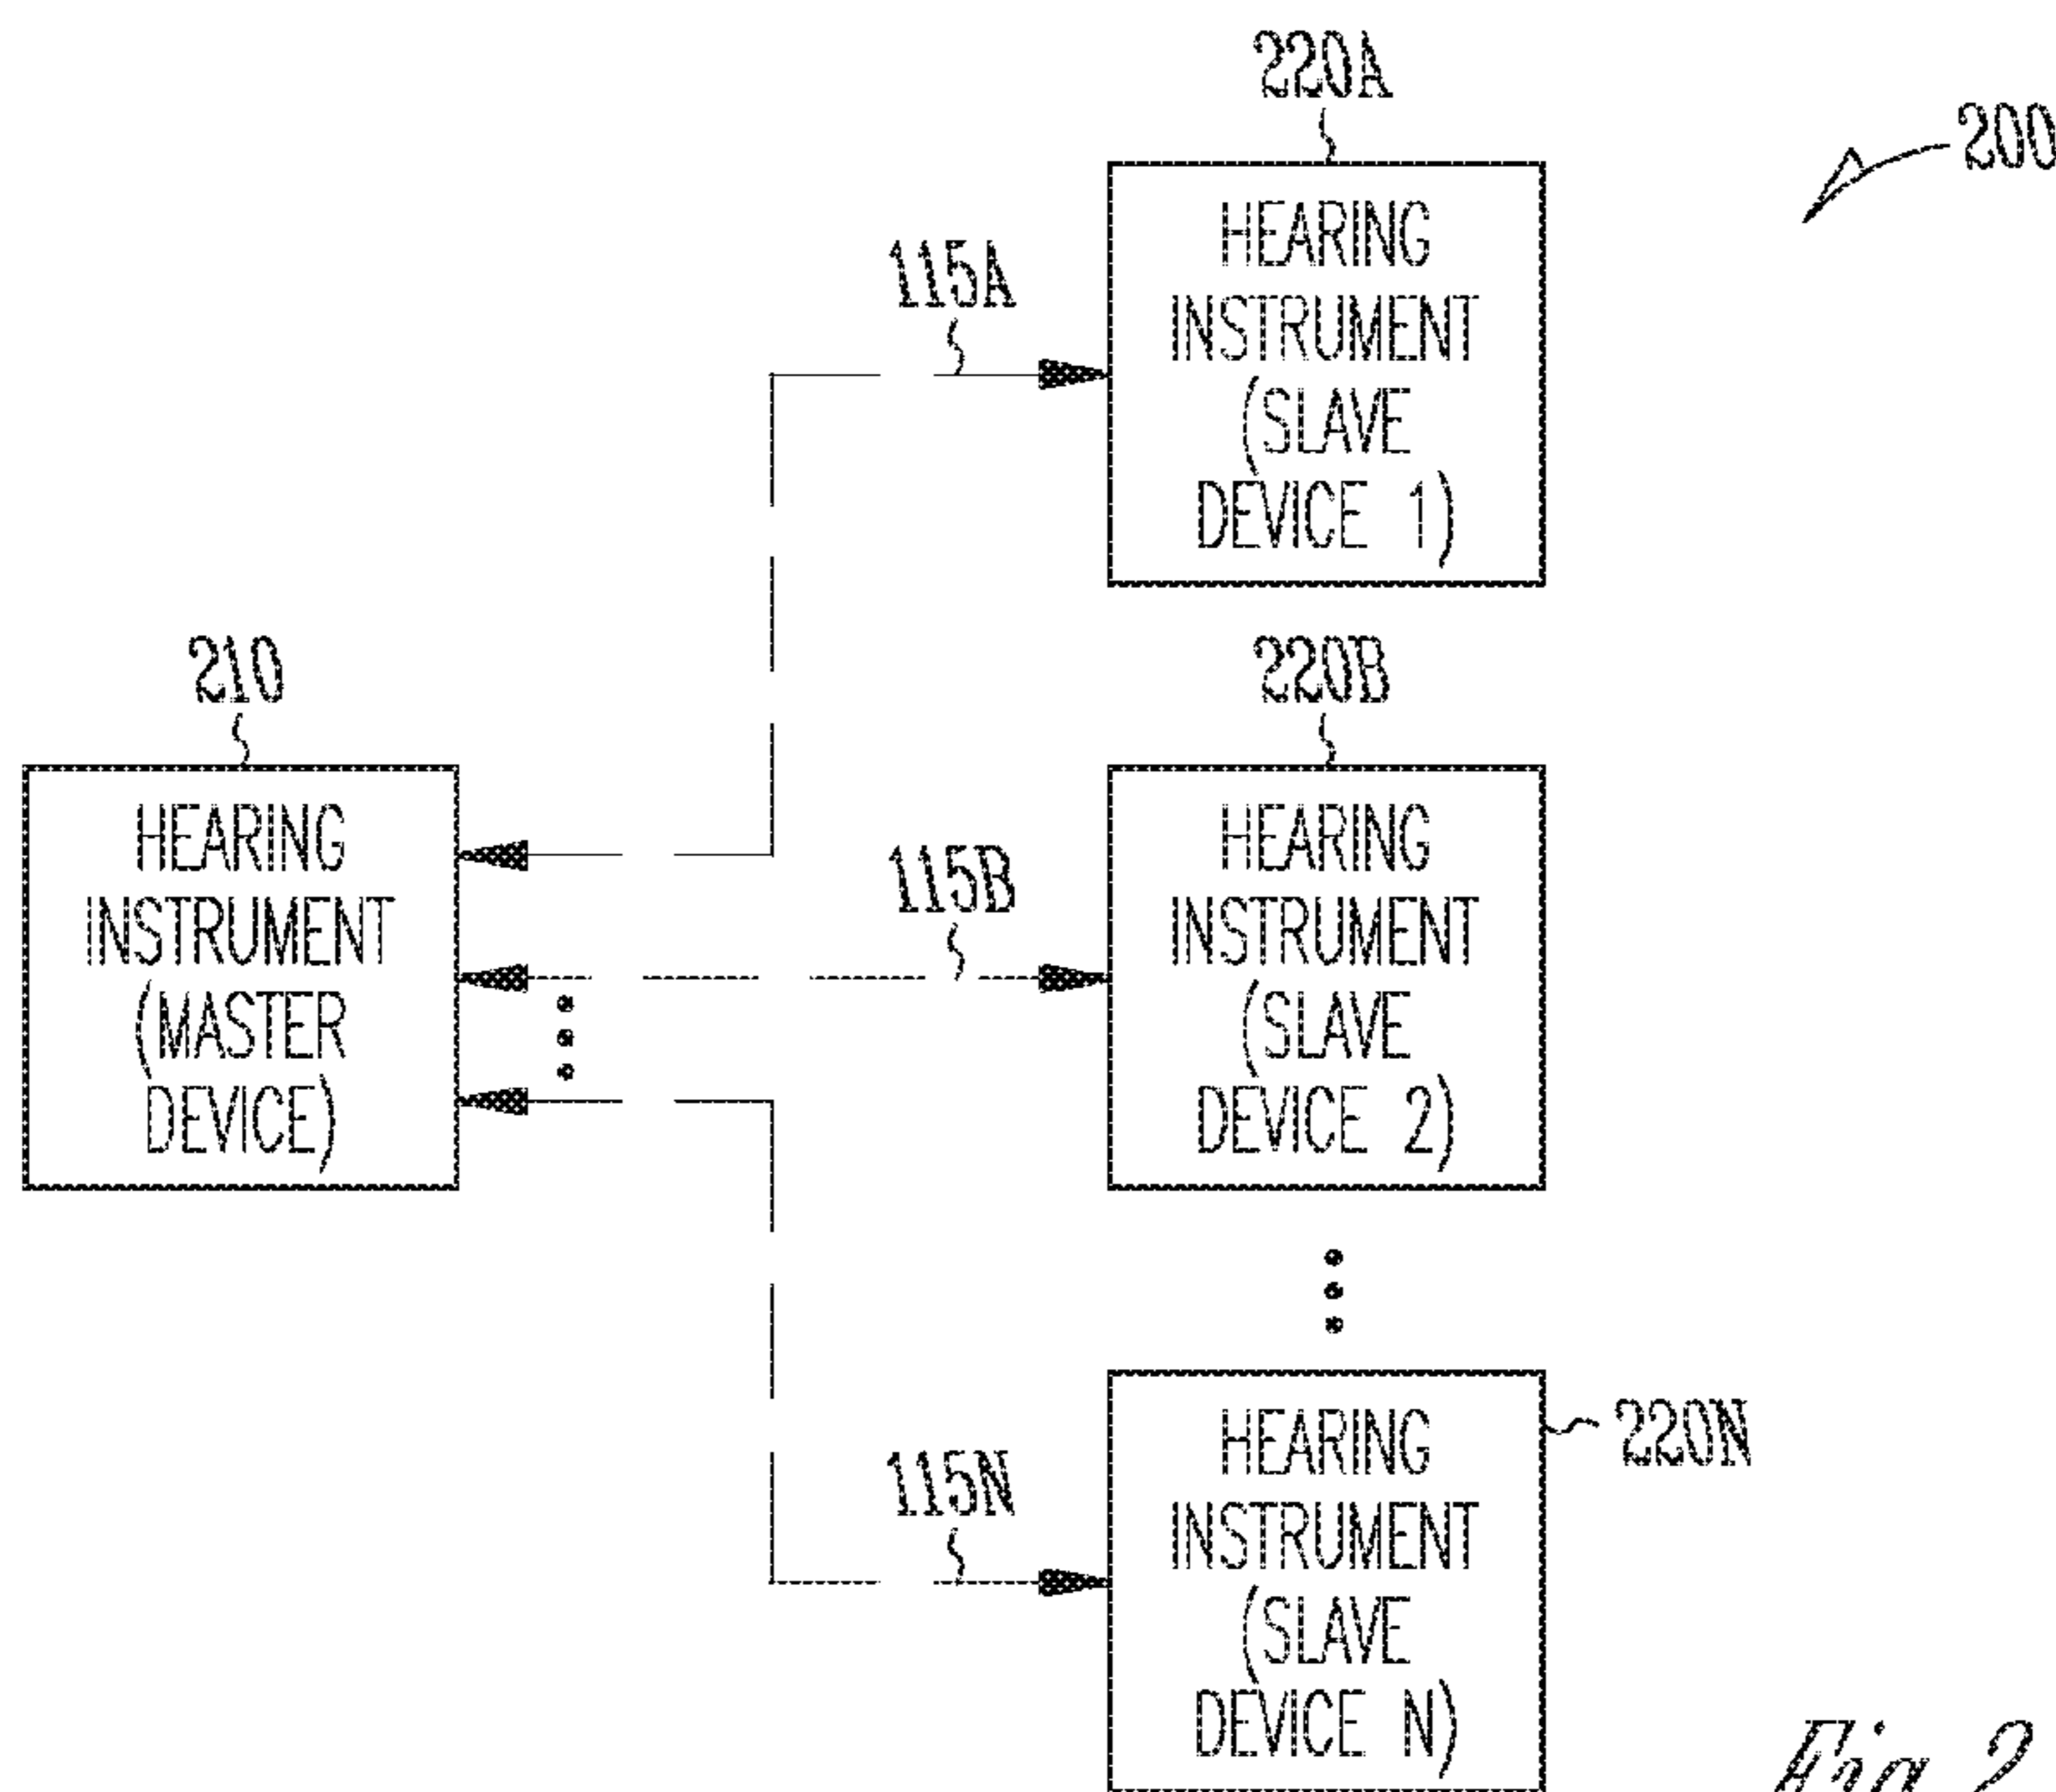 220A
200
HEARING
INSTRUMENT
(SLAVE
DEVICE 1)
115A
210
HEARING
INSTRUMENT
(MASTER
DEVICE)
220B
HEARING
INSTRUMENT
(SLAVE
DEVICE 2)
115B
115N
HEARING
INSTRUMENT
(SLAVE
DEVICE N)
220N
Fig. 2